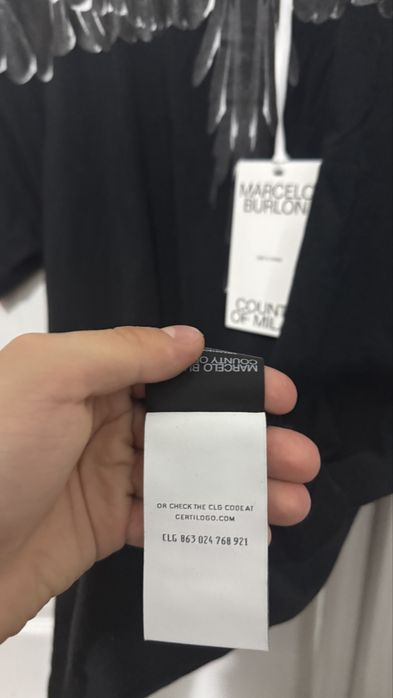 MARCELO
BURLON
COUNT
OF MIL
MARCELO BU
COUNTY O
OR CHECK THE CLG CODE AT
CERTILOGO.COM
CLG 863 024 768 921